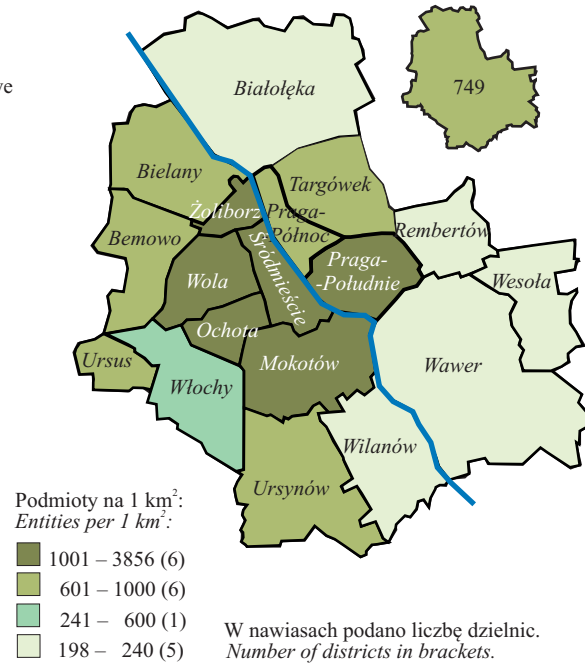 we
749
Białołęka
Bielany
Targówek
Żoliborz
Praga-
-Północ
Rembertów
Bemowo
Śródmieście
Praga-
-Południe
Wesoła
Wola
Ochota
Ursus
Włochy
Mokotów
Wawer
Wilanów
Ursynów
Podmioty na 1 km²:
Entities per 1 km²:
1001 – 3856 (6)
601 – 1000 (6)
241 – 600 (1)
198 – 240 (5)
W nawiasach podano liczbę dzielnic.
Number of districts in brackets.